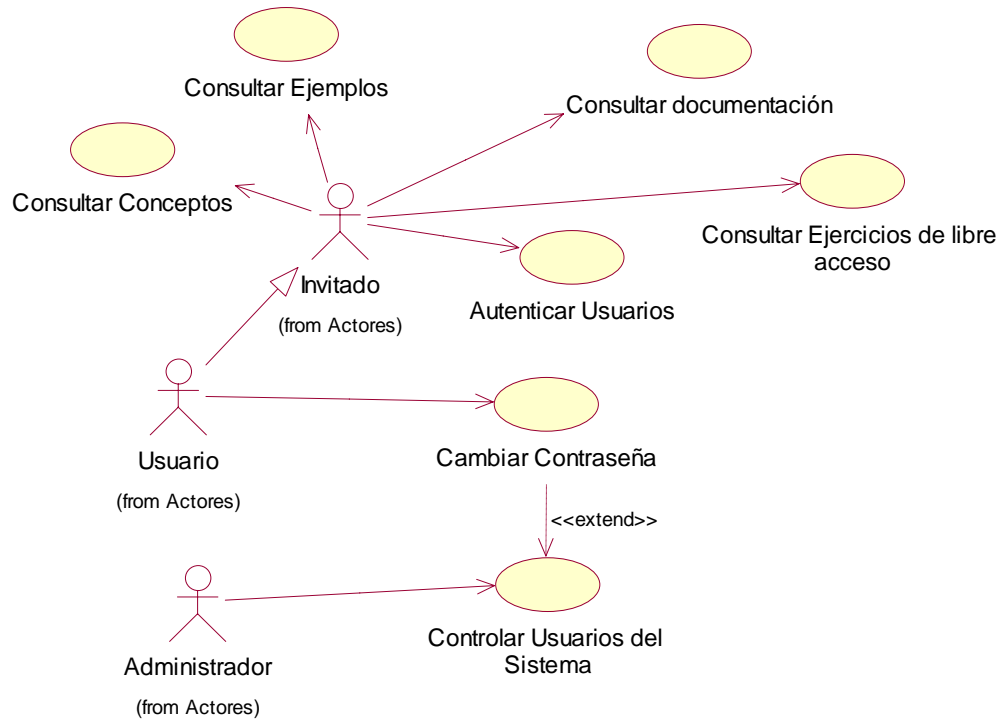 Consultar Ejemplos
Consultar documentación
Consultar Conceptos
Consultar Ejercicios de libre
acceso
Invitado
(from Actores)
Autenticar Usuarios
Usuario
(from Actores)
Cambiar Contraseña
<<extend>>
Controlar Usuarios del
Sistema
Administrador
(from Actores)